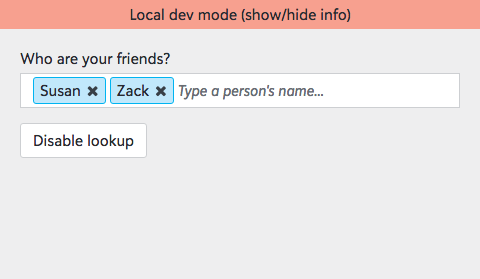 Local dev mode (show/hide info)
Who are your friends?
Susan ✖ Zack ✖ Type a person's name...
Disable lookup